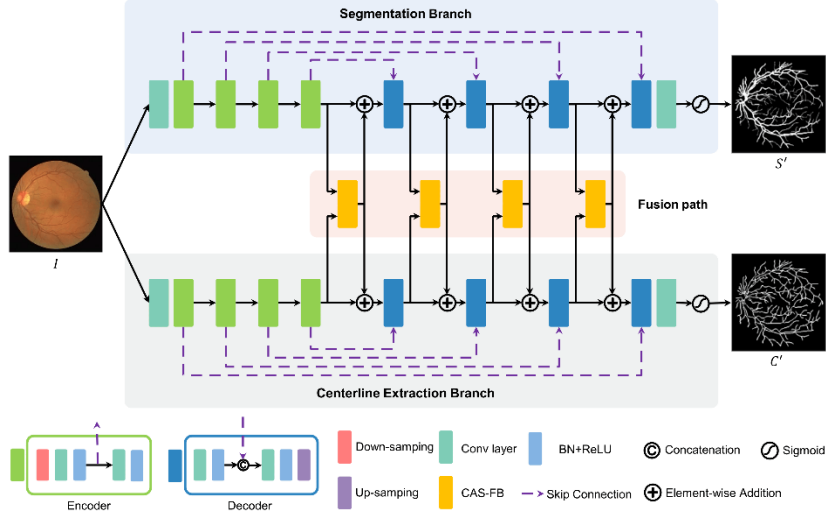 Segmentation Branch
S'
I
Fusion path
C'
Centerline Extraction Branch
Down-sampling
Conv layer
BN+ReLU
C Concatenation
Sigmoid
C
Encoder
Decoder
Up-samping
CAS-FB
Skip Connection
Element-wise Addition